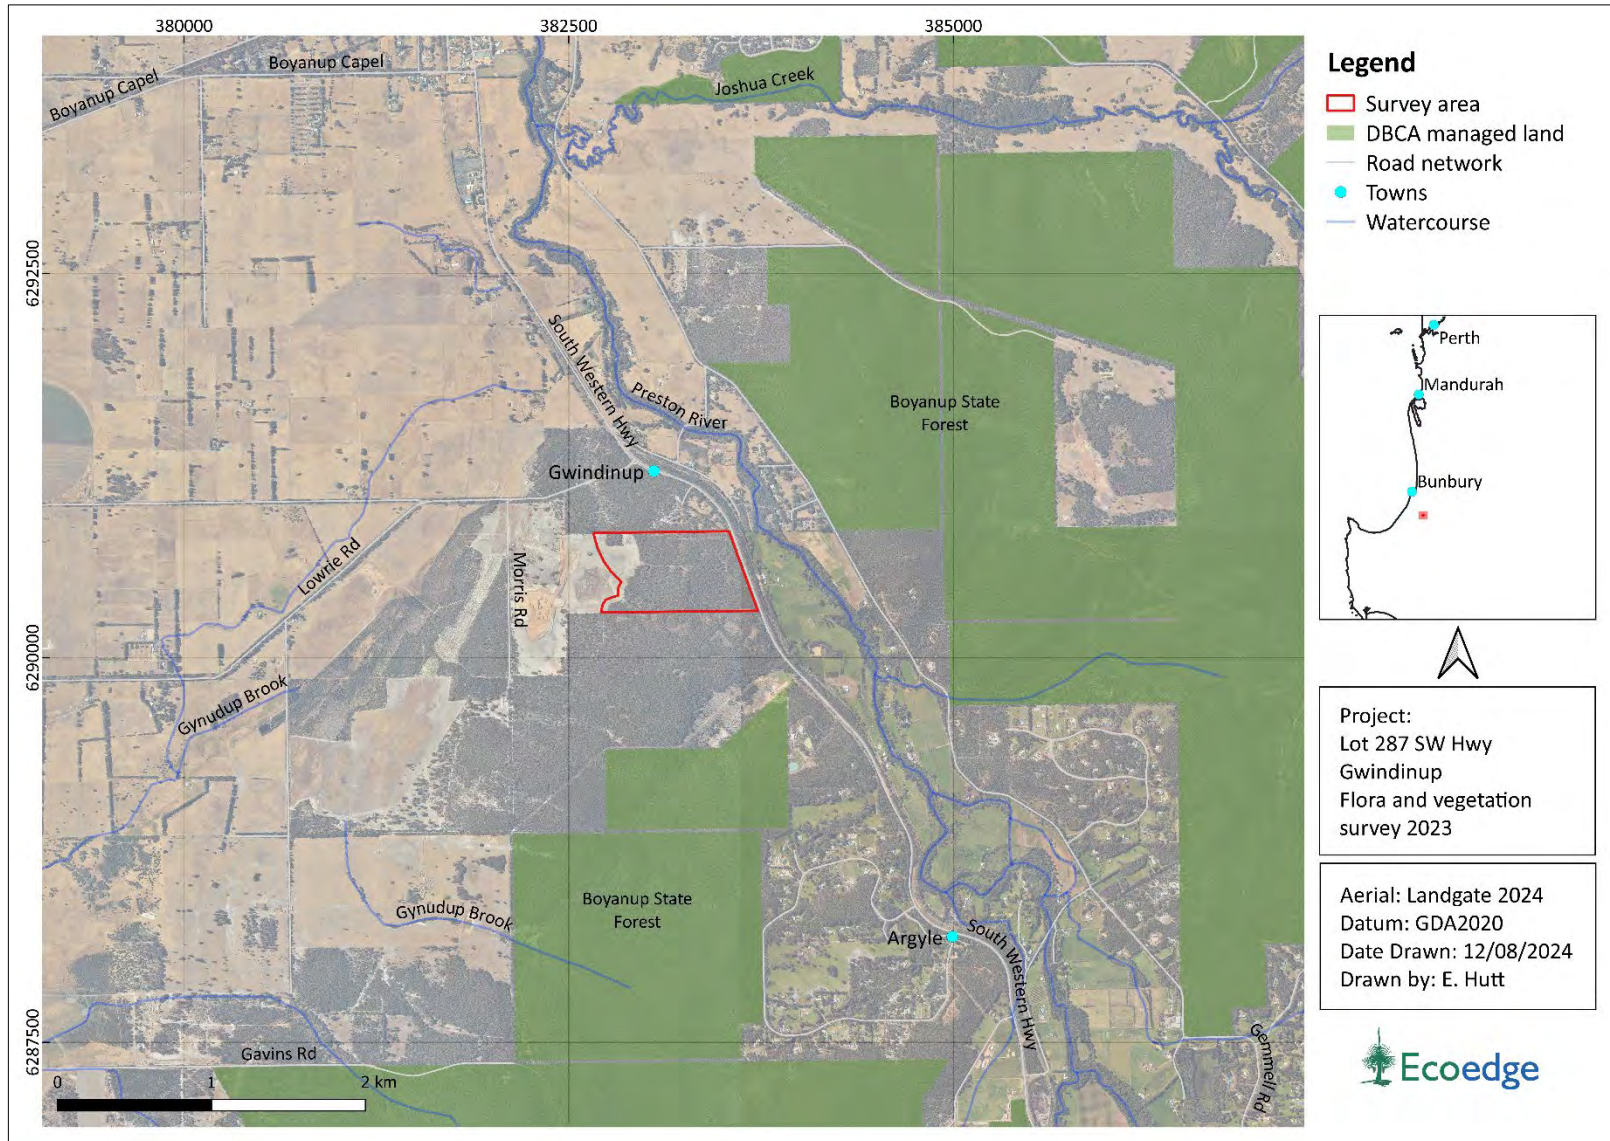 380000
382500
385000
Boyanup Capel
Boyanup Capel
Joshua Creek
6292500
South Western Hwy
Preston River
Boyanup State
Forest
Gwindinup
Lowrie Rd
Morris Rd
6290000
Gynudup Brook
Gynudup Brook
Boyanup State
Forest
Argyle
South Western Hwy
6287500
Gavins Rd
Gemmell Rd
0
1
2 km
Legend
Survey area
DBCA managed land
Road network
Towns
Watercourse
Perth
Mandurah
Bunbury
Project:
Lot 287 SW Hwy
Gwindinup
Flora and vegetation
survey 2023
Aerial: Landgate 2024
Datum: GDA2020
Date Drawn: 12/08/2024
Drawn by: E. Hutt
Ecoedge